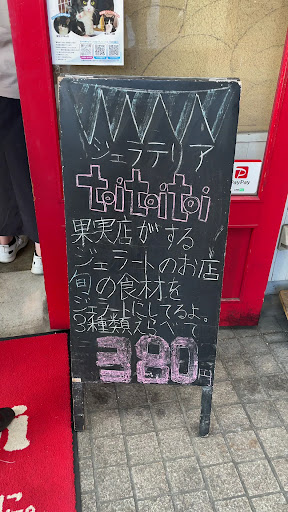 ジェラテリア
toitoitoi
果実店がする
ジェラートのお店
旬の食材を
ジェラートにしてるよ。
3種類えらべて
380円
PayPay